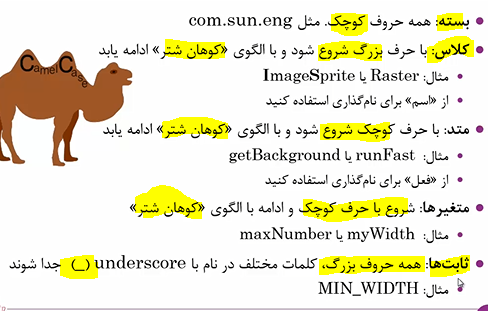 بسته: همه حروف کوچک. مثل com.sun.eng
کلاس: با حرف بزرگ شروع شود و با الگوی «کوهان شتر» ادامه یابد
مثال: Raster یا ImageSprite
از «اسم» برای نام‌گذاری استفاده کنید
متد: با حرف کوچک شروع شود و با الگوی «کوهان شتر» ادامه یابد
مثال: runFast یا getBackground
از «فعل» برای نام‌گذاری استفاده کنید
متغیرها: شروع با حرف کوچک و ادامه با الگوی «کوهان شتر»
مثال: myWidth یا maxNumber
ثابت‌ها: همه حروف بزرگ، کلمات مختلف در نام با underscore (_) جدا شوند
مثال: MIN_WIDTH
CamelCase